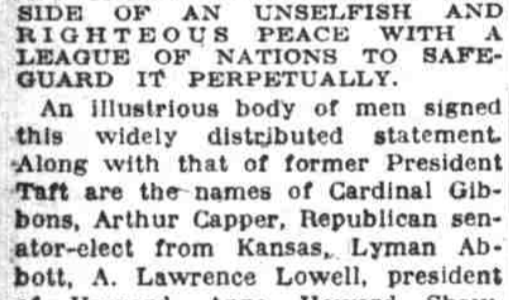 SIDE OF AN UNSELFISH AND
RIGHTEOUS PEACE WITH A
LEAGUE OF NATIONS TO SAFE-
GUARD IT PERPETUALLY.
An illustrious body of men signed
this widely distributed statement.
Along with that of former President
Taft are the names of Cardinal Gib-
bons, Arthur Capper, Republican sen-
ator-elect from Kansas, Lyman Ab-
bott, A. Lawrence Lowell, president